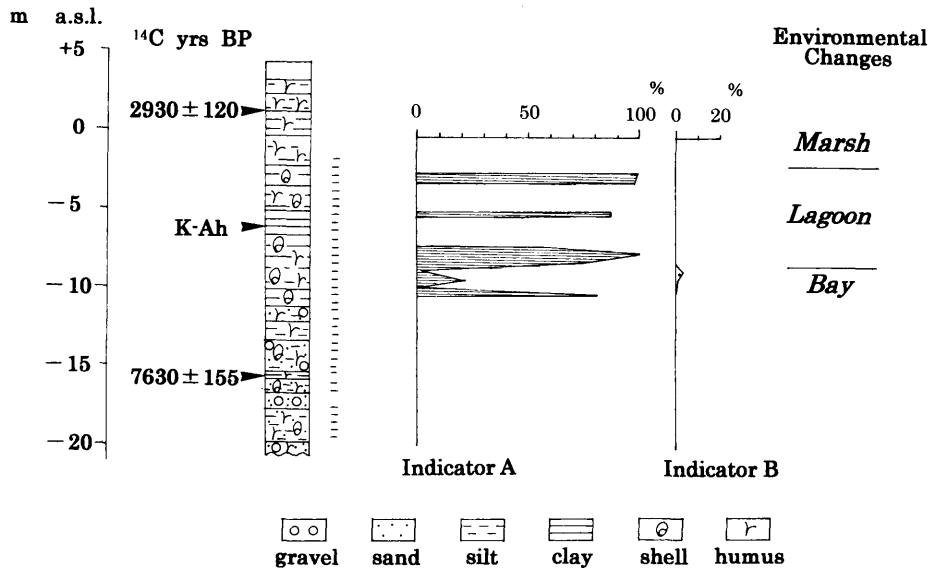 m a.s.l.
+5
0
−5
−10
−15
−20
¹⁴C yrs BP
2930 ± 120
K-Ah
7630 ± 155
0 50 100 %
Indicator A
0 20 %
Indicator B
Environmental
Changes
Marsh
Lagoon
Bay
gravel sand silt clay shell humus